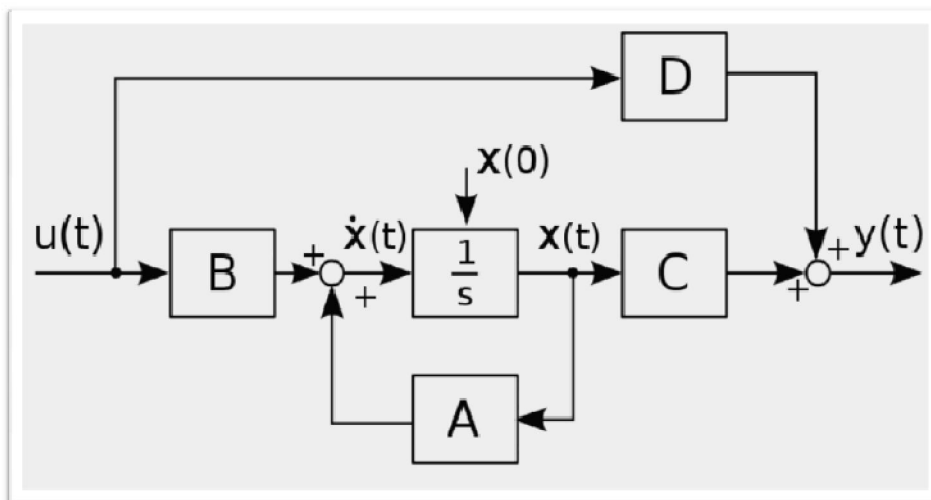 D
x(0)
u(t)
B
+
ẋ(t)
+
1
s
x(t)
C
+
+
y(t)
A